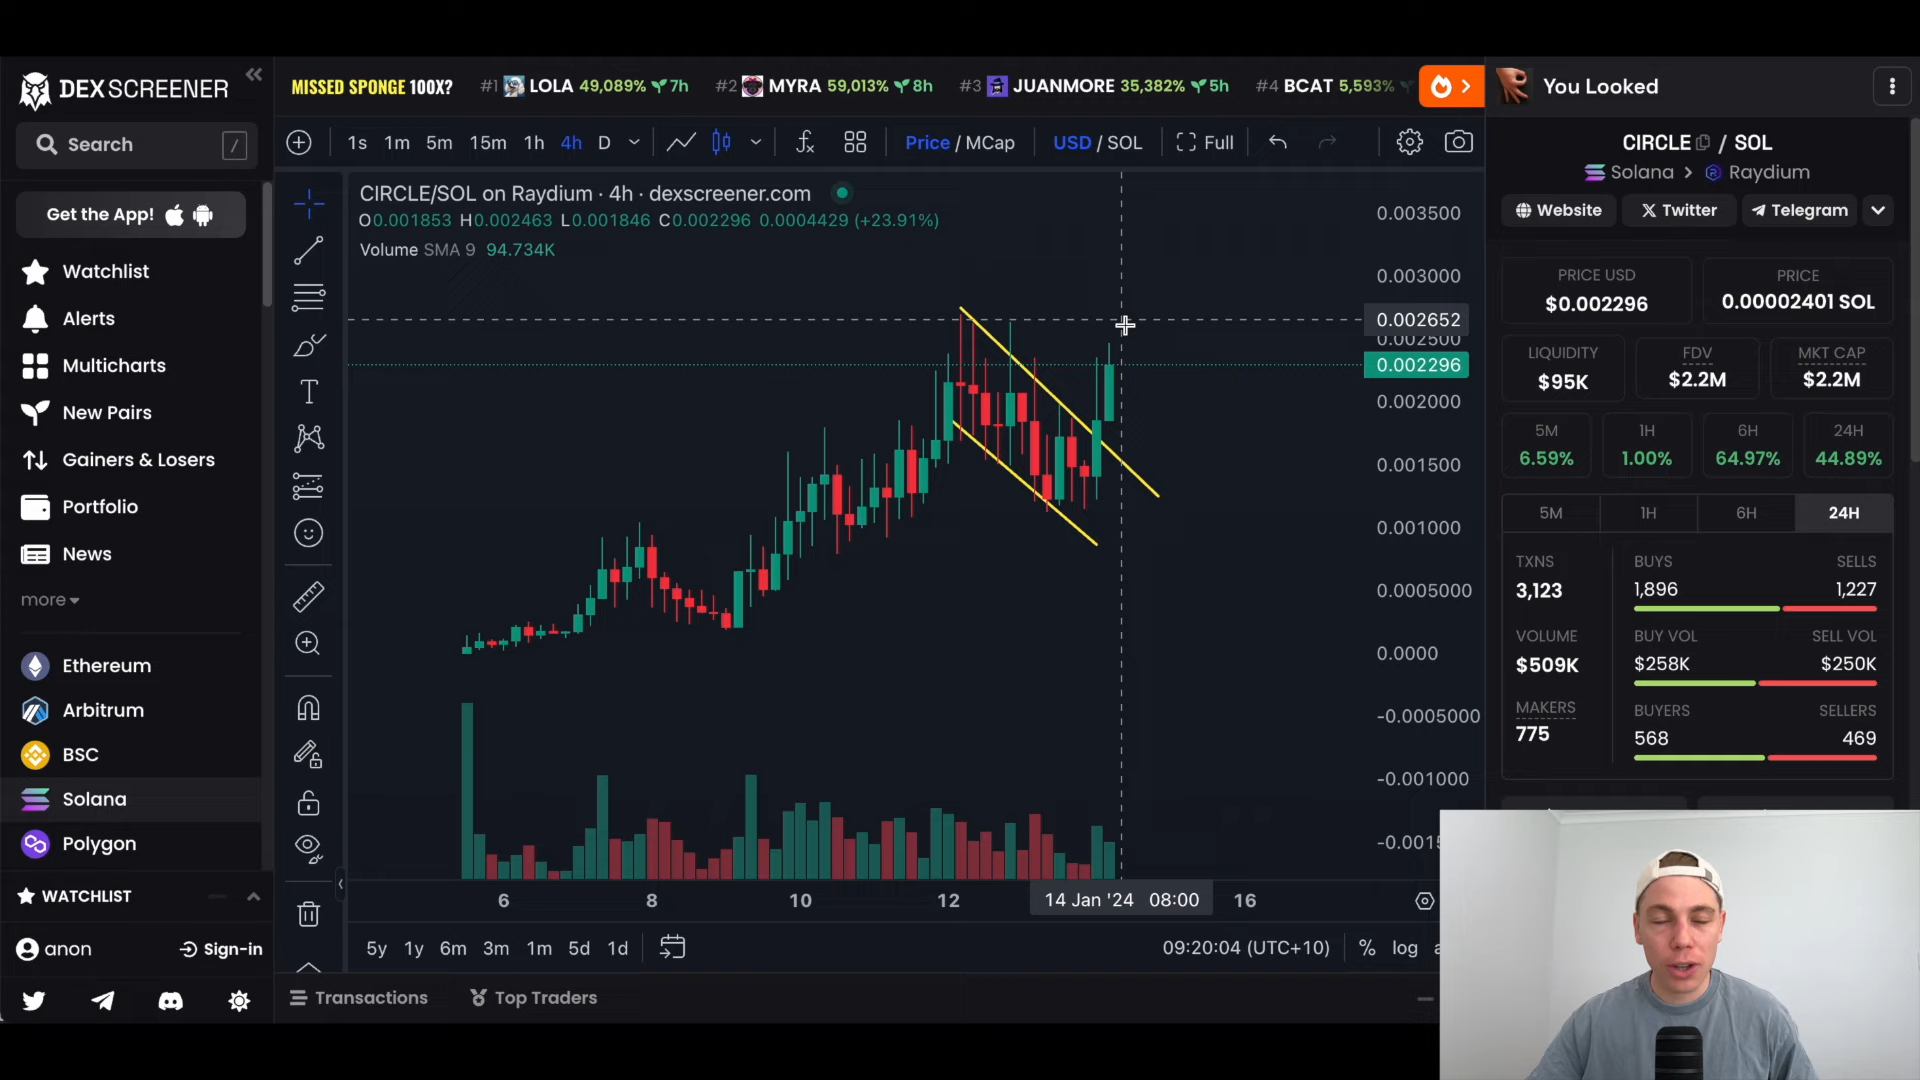 DEXSCREENER
MISSED SPONGE 100X? #1 LOLA 49,089% 7h #2 MYRA 59,013% 8h #3 JUANMORE 35,382% 5h #4 BCAT 5,593%
You Looked
Search /
1s 1m 5m 15m 1h 4h D Price / MCap USD / SOL Full
CIRCLE / SOL
Solana > Raydium
Website Twitter Telegram
Get the App!
Watchlist
Alerts
Multicharts
New Pairs
Gainers & Losers
Portfolio
News
more
Ethereum
Arbitrum
BSC
Solana
Polygon
WATCHLIST
anon Sign-in
CIRCLE/SOL on Raydium · 4h · dexscreener.com
O0.001853 H0.002463 L0.001846 C0.002296 0.0004429 (+23.91%)
Volume SMA 9 94.734K
0.003500
0.003000
0.002652
0.002500
0.002296
0.002000
0.001500
0.001000
0.0005000
0.0000
-0.0005000
-0.001000
-0.0015
6 8 10 12 14 Jan '24 08:00 16
5y 1y 6m 3m 1m 5d 1d 09:20:04 (UTC+10) % log a
Transactions Top Traders
PRICE USD
$0.002296
PRICE
0.00002401 SOL
LIQUIDITY
$95K
FDV
$2.2M
MKT CAP
$2.2M
5M
6.59%
1H
1.00%
6H
64.97%
24H
44.89%
5M 1H 6H 24H
TXNS
3,123
BUYS SELLS
1,896 1,227
VOLUME
$509K
BUY VOL SELL VOL
$258K $250K
MAKERS
775
BUYERS SELLERS
568 469